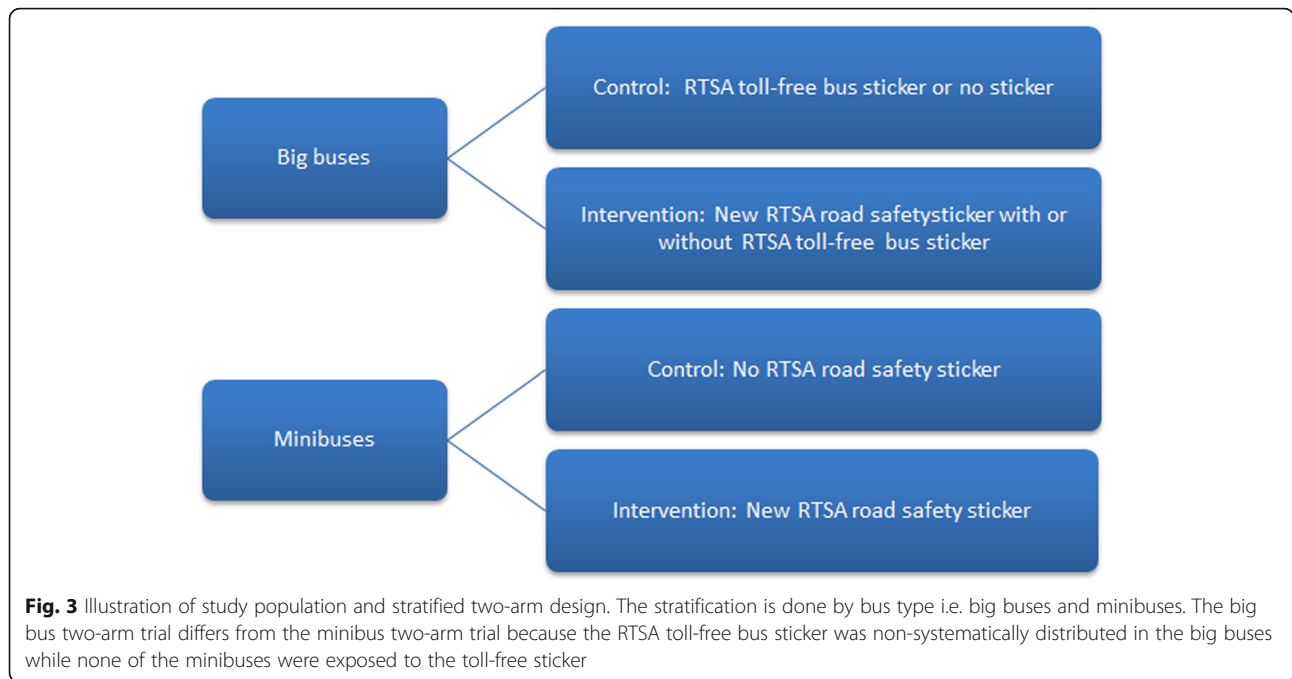 Big buses
Control: RTSA toll-free bus sticker or no sticker
Intervention: New RTSA road safetysticker with or
without RTSA toll-free bus sticker
Minibuses
Control: No RTSA road safety sticker
Intervention: New RTSA road safety sticker
Fig. 3 Illustration of study population and stratified two-arm design. The stratification is done by bus type i.e. big buses and minibuses. The big
bus two-arm trial differs from the minibus two-arm trial because the RTSA toll-free bus sticker was non-systematically distributed in the big buses
while none of the minibuses were exposed to the toll-free sticker